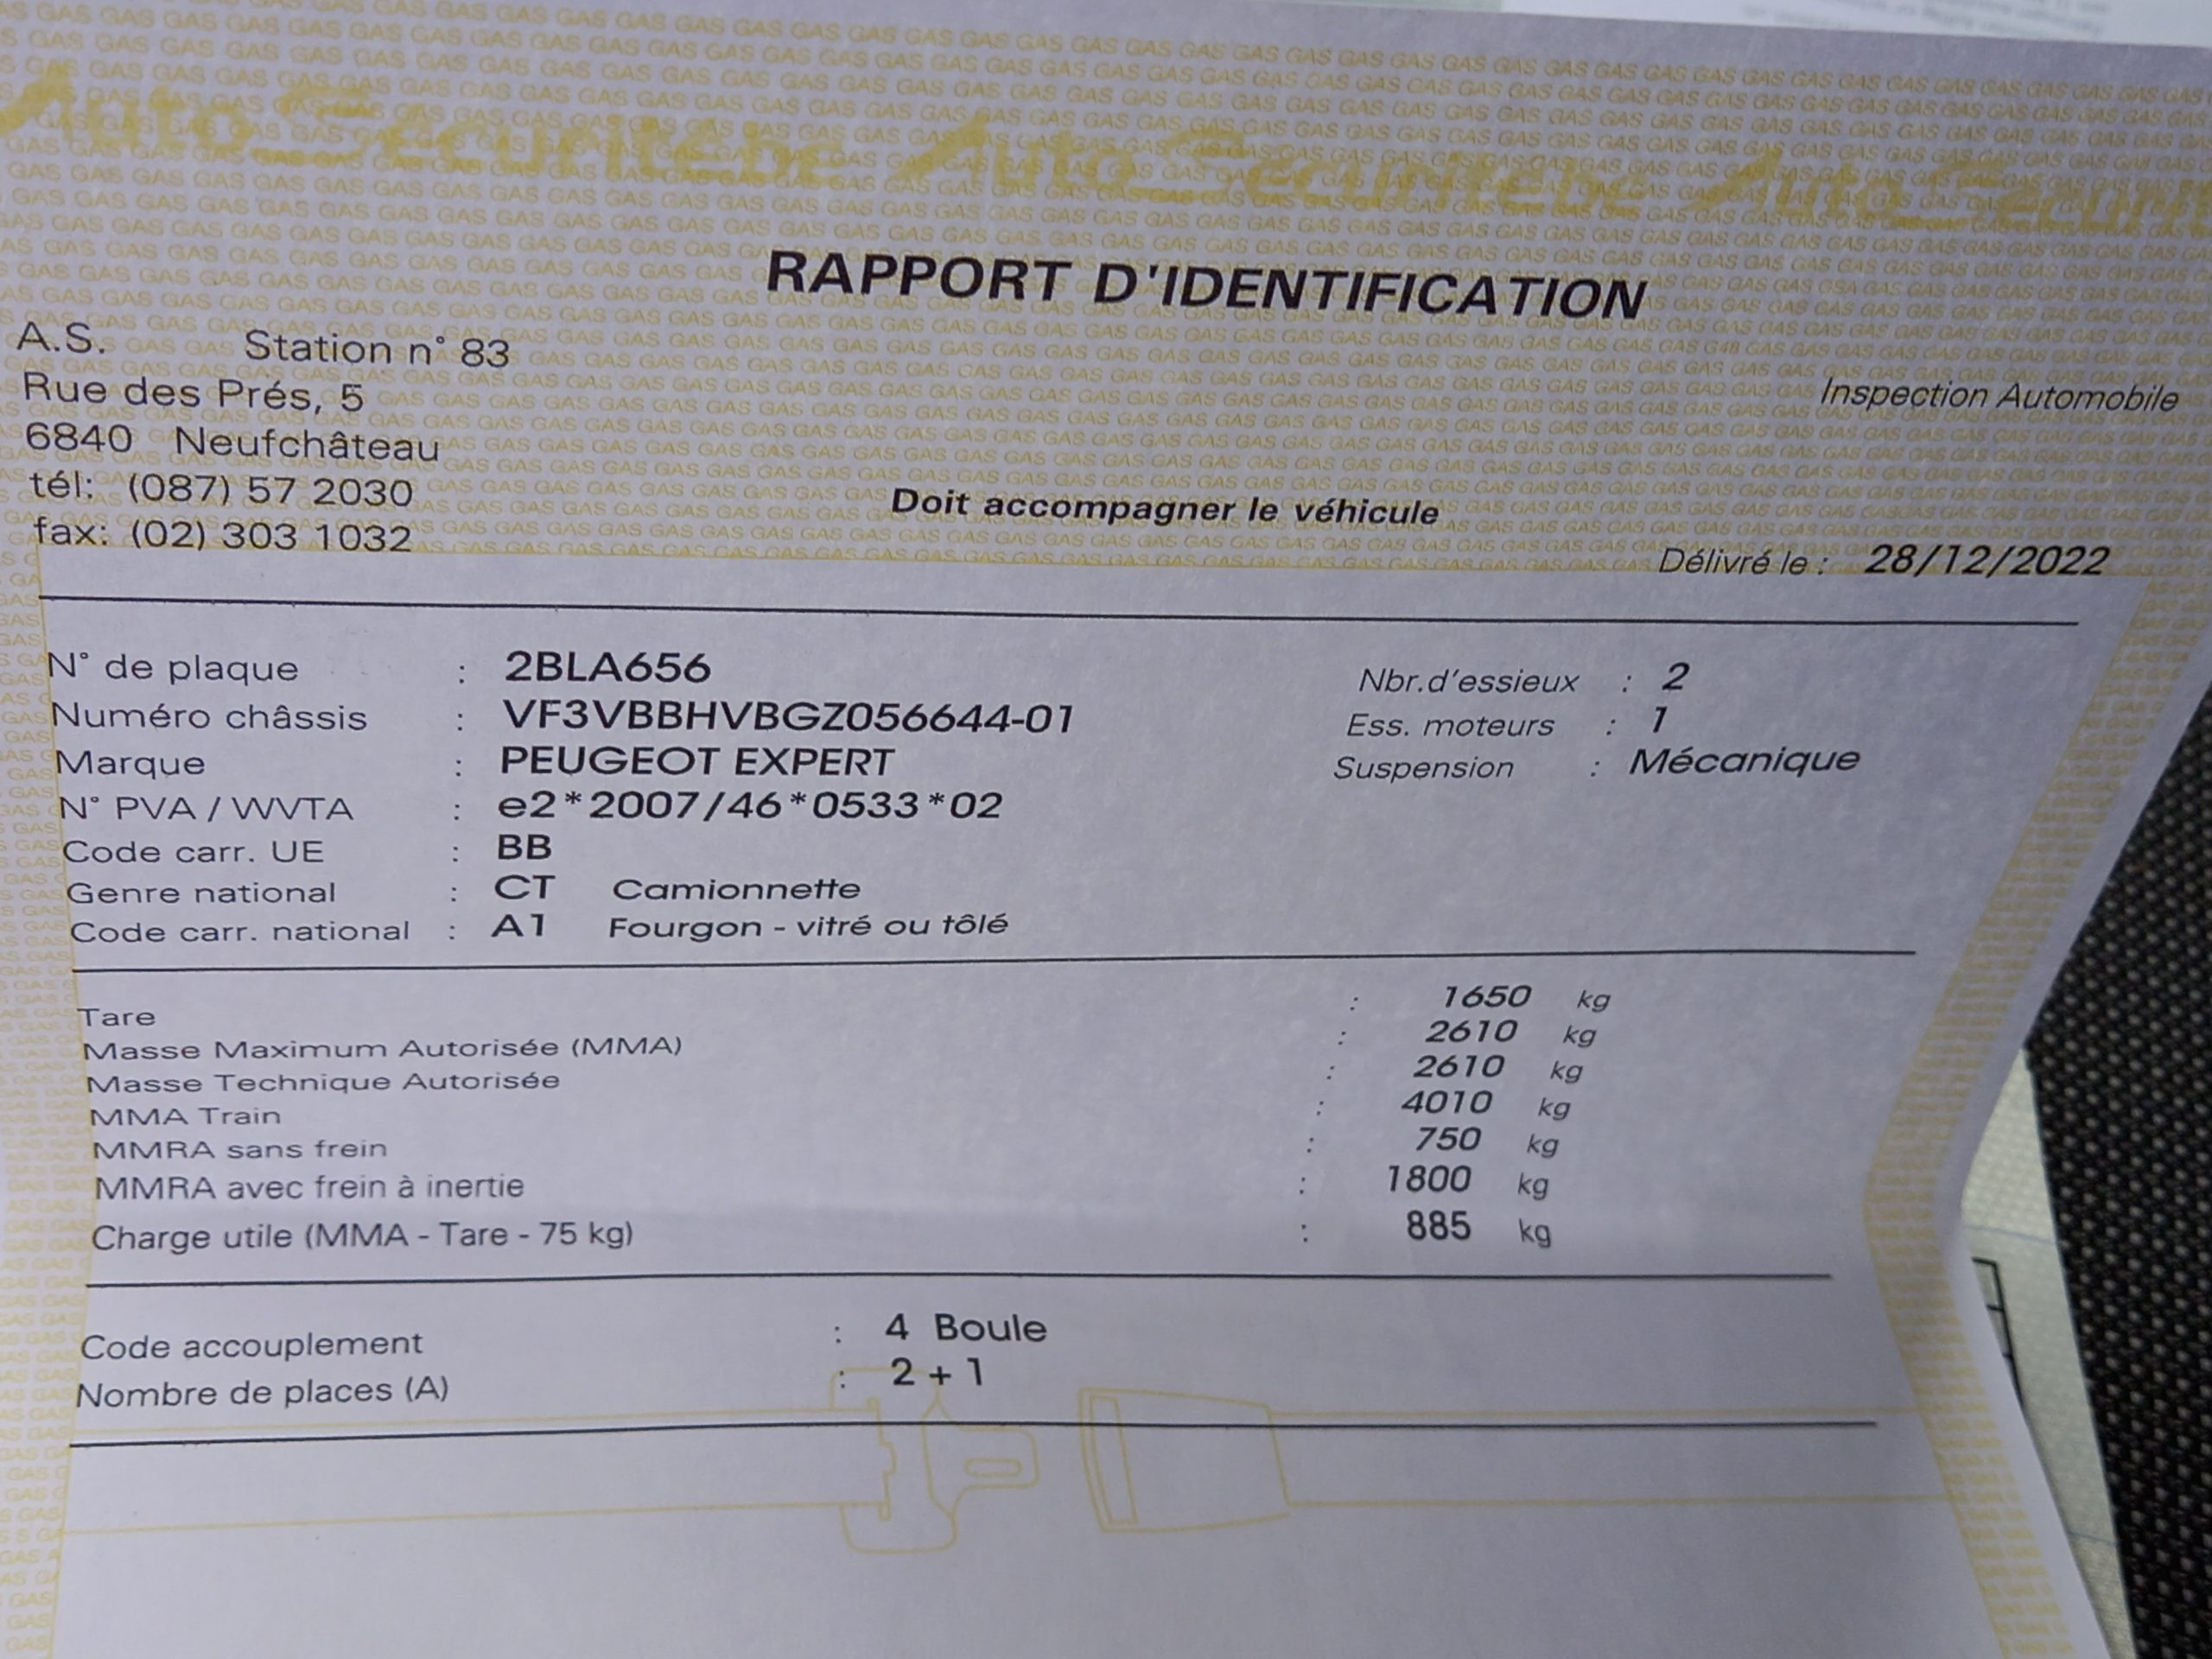 Auto Sécuritébc Auto Sécuritébc Auto Sécurit
RAPPORT D'IDENTIFICATION
A.S. Station n° 83
Rue des Prés, 5
Inspection Automobile
6840 Neufchâteau
tél: (087) 57 2030
Doit accompagner le véhicule
fax: (02) 303 1032
Délivré le : 28/12/2022
N° de plaque : 2BLA656 Nbr.d'essieux : 2
Numéro châssis : VF3VBBHVBGZ056644-01 Ess. moteurs : 1
Marque : PEUGEOT EXPERT Suspension : Mécanique
N° PVA / WVTA : e2*2007/46*0533*02
Code carr. UE : BB
Genre national : CT Camionnette
Code carr. national : A1 Fourgon - vitré ou tôlé
Tare : 1650 kg
Masse Maximum Autorisée (MMA) : 2610 kg
Masse Technique Autorisée : 2610 kg
MMA Train : 4010 kg
MMRA sans frein : 750 kg
MMRA avec frein à inertie : 1800 kg
Charge utile (MMA - Tare - 75 kg) : 885 kg
Code accouplement : 4 Boule
Nombre de places (A) : 2 + 1